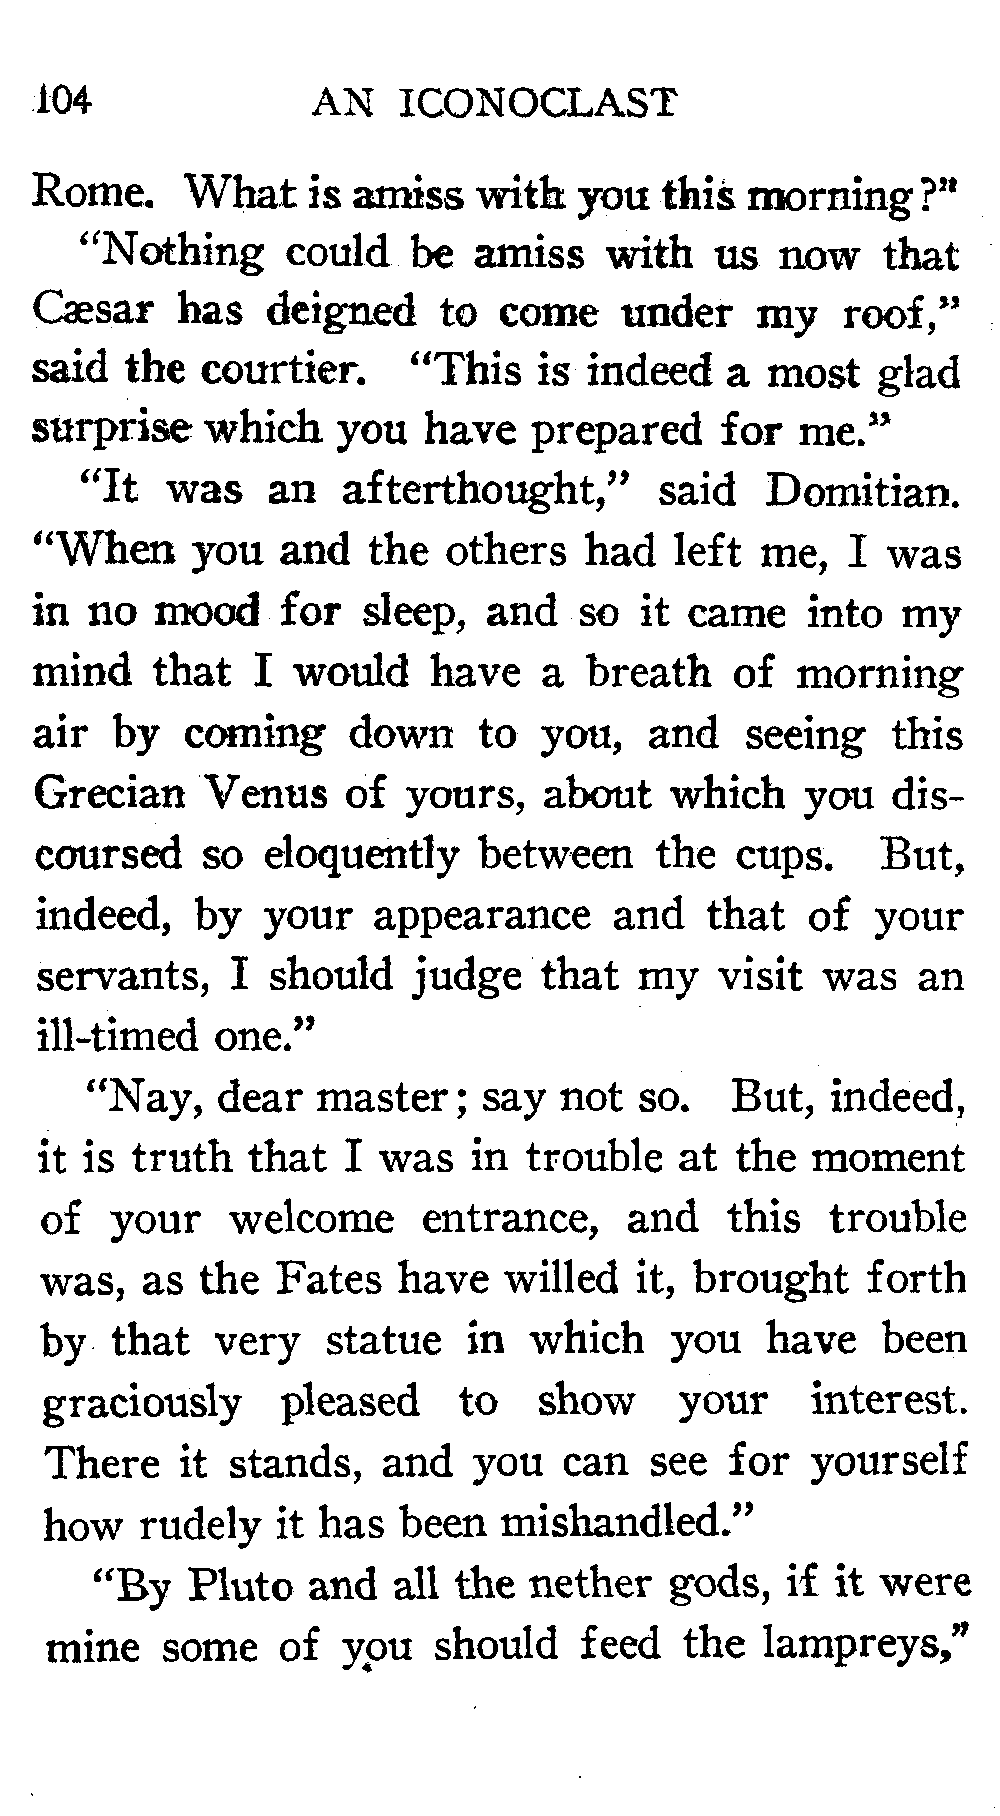 104 AN ICONOCLAST
Rome. What is amiss with you this morning?"
"Nothing could be amiss with us now that
Cæsar has deigned to come under my roof,"
said the courtier. "This is indeed a most glad
surprise which you have prepared for me."
"It was an afterthought," said Domitian.
"When you and the others had left me, I was
in no mood for sleep, and so it came into my
mind that I would have a breath of morning
air by coming down to you, and seeing this
Grecian Venus of yours, about which you dis-
coursed so eloquently between the cups. But,
indeed, by your appearance and that of your
servants, I should judge that my visit was an
ill-timed one."
"Nay, dear master; say not so. But, indeed,
it is truth that I was in trouble at the moment
of your welcome entrance, and this trouble
was, as the Fates have willed it, brought forth
by that very statue in which you have been
graciously pleased to show your interest.
There it stands, and you can see for yourself
how rudely it has been mishandled."
"By Pluto and all the nether gods, if it were
mine some of you should feed the lampreys,"